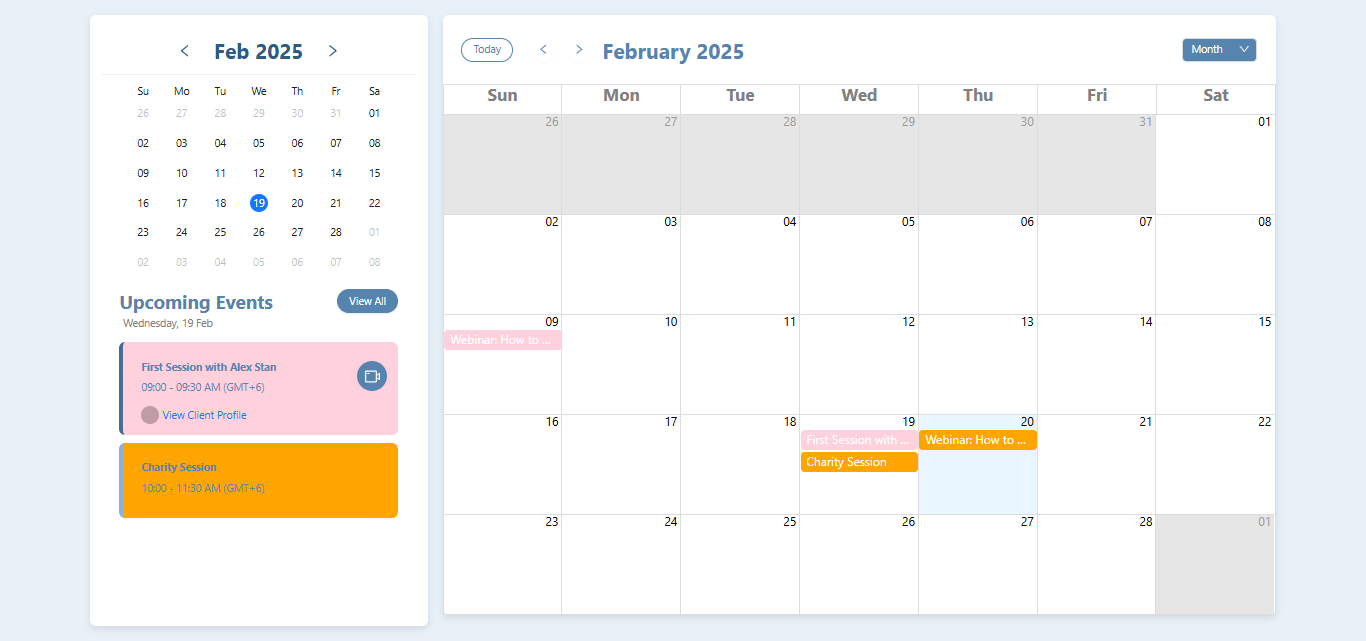 Feb 2025
Su Mo Tu We Th Fr Sa
26 27 28 29 30 31 01
02 03 04 05 06 07 08
09 10 11 12 13 14 15
16 17 18 19 20 21 22
23 24 25 26 27 28 01
02 03 04 05 06 07 08
Upcoming Events View All
Wednesday, 19 Feb
First Session with Alex Stan
09:00 - 09:30 AM (GMT+6)
View Client Profile
Charity Session
10:00 - 11:30 AM (GMT+6)
Today February 2025 Month
Sun Mon Tue Wed Thu Fri Sat
26 27 28 29 30 31 01
02 03 04 05 06 07 08
09 10 11 12 13 14 15
Webinar: How to ...
16 17 18 19 20 21 22
First Session with ... Webinar: How to ...
Charity Session
23 24 25 26 27 28 01